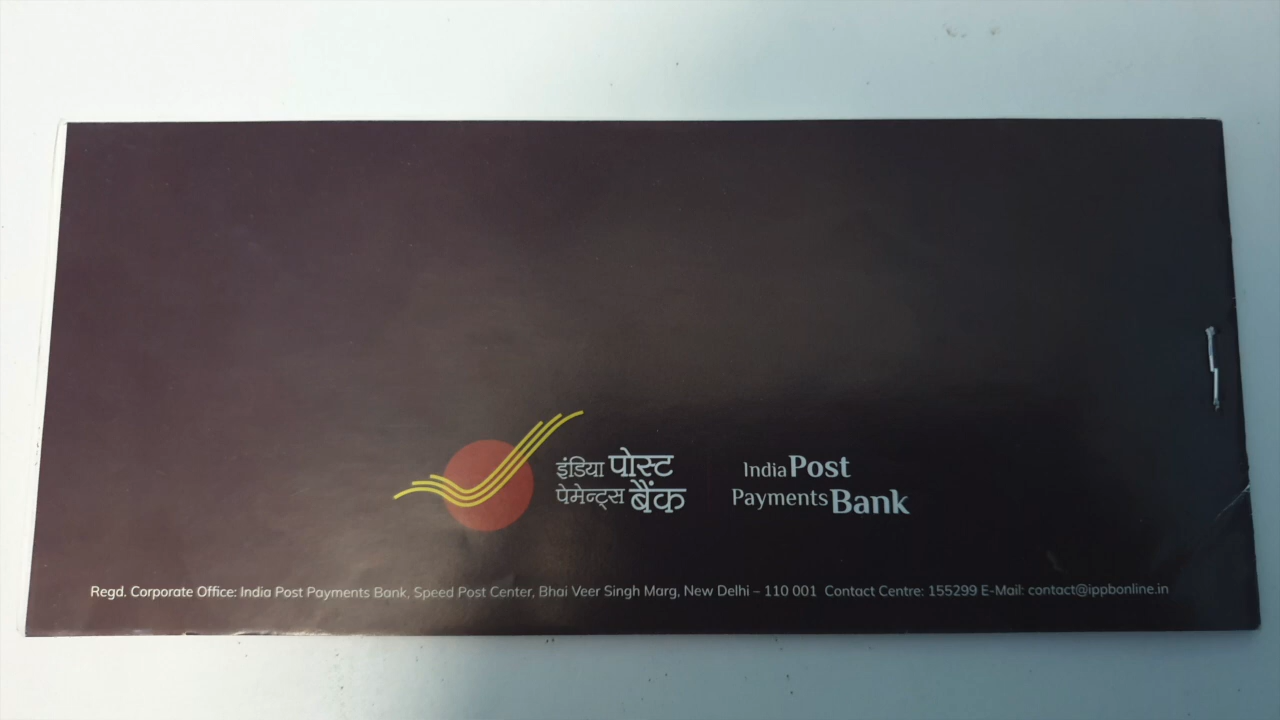 इंडिया पोस्ट
पेमेन्ट्स बैंक
India Post
Payments Bank
Regd. Corporate Office: India Post Payments Bank, Speed Post Center, Bhai Veer Singh Marg, New Delhi – 110 001 Contact Centre: 155299 E-Mail: contact@ippbonline.in